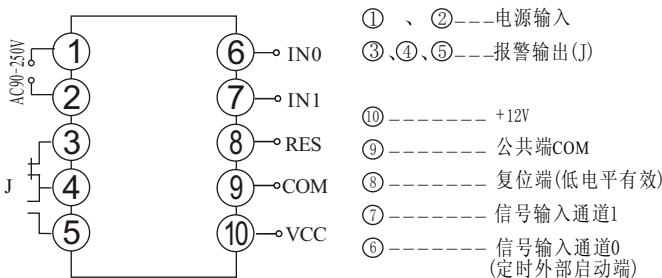 AC90-250V
J
1
2
3
4
5
6 IN0
7 IN1
8 RES
9 COM
10 VCC
① 、 ②---电源输入
③、④、⑤---报警输出(J)
⑩------- +12V
⑨------- 公共端COM
⑧------- 复位端(低电平有效)
⑦------- 信号输入通道1
⑥------- 信号输入通道0
(定时外部启动端)